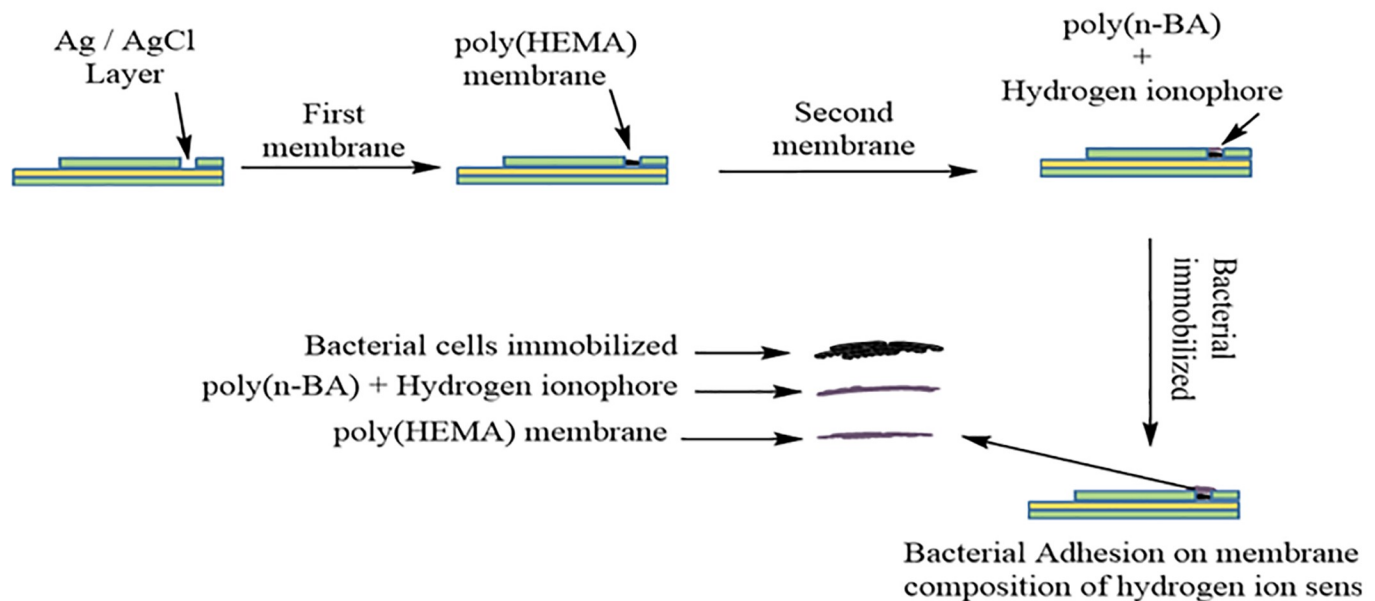 Ag / AgCl
Layer
First
membrane
poly(HEMA)
membrane
Second
membrane
poly(n-BA)
+
Hydrogen ionophore
Bacterial
immobilized
Bacterial cells immobilized
poly(n-BA) + Hydrogen ionophore
poly(HEMA) membrane
Bacterial Adhesion on membrane
composition of hydrogen ion sens